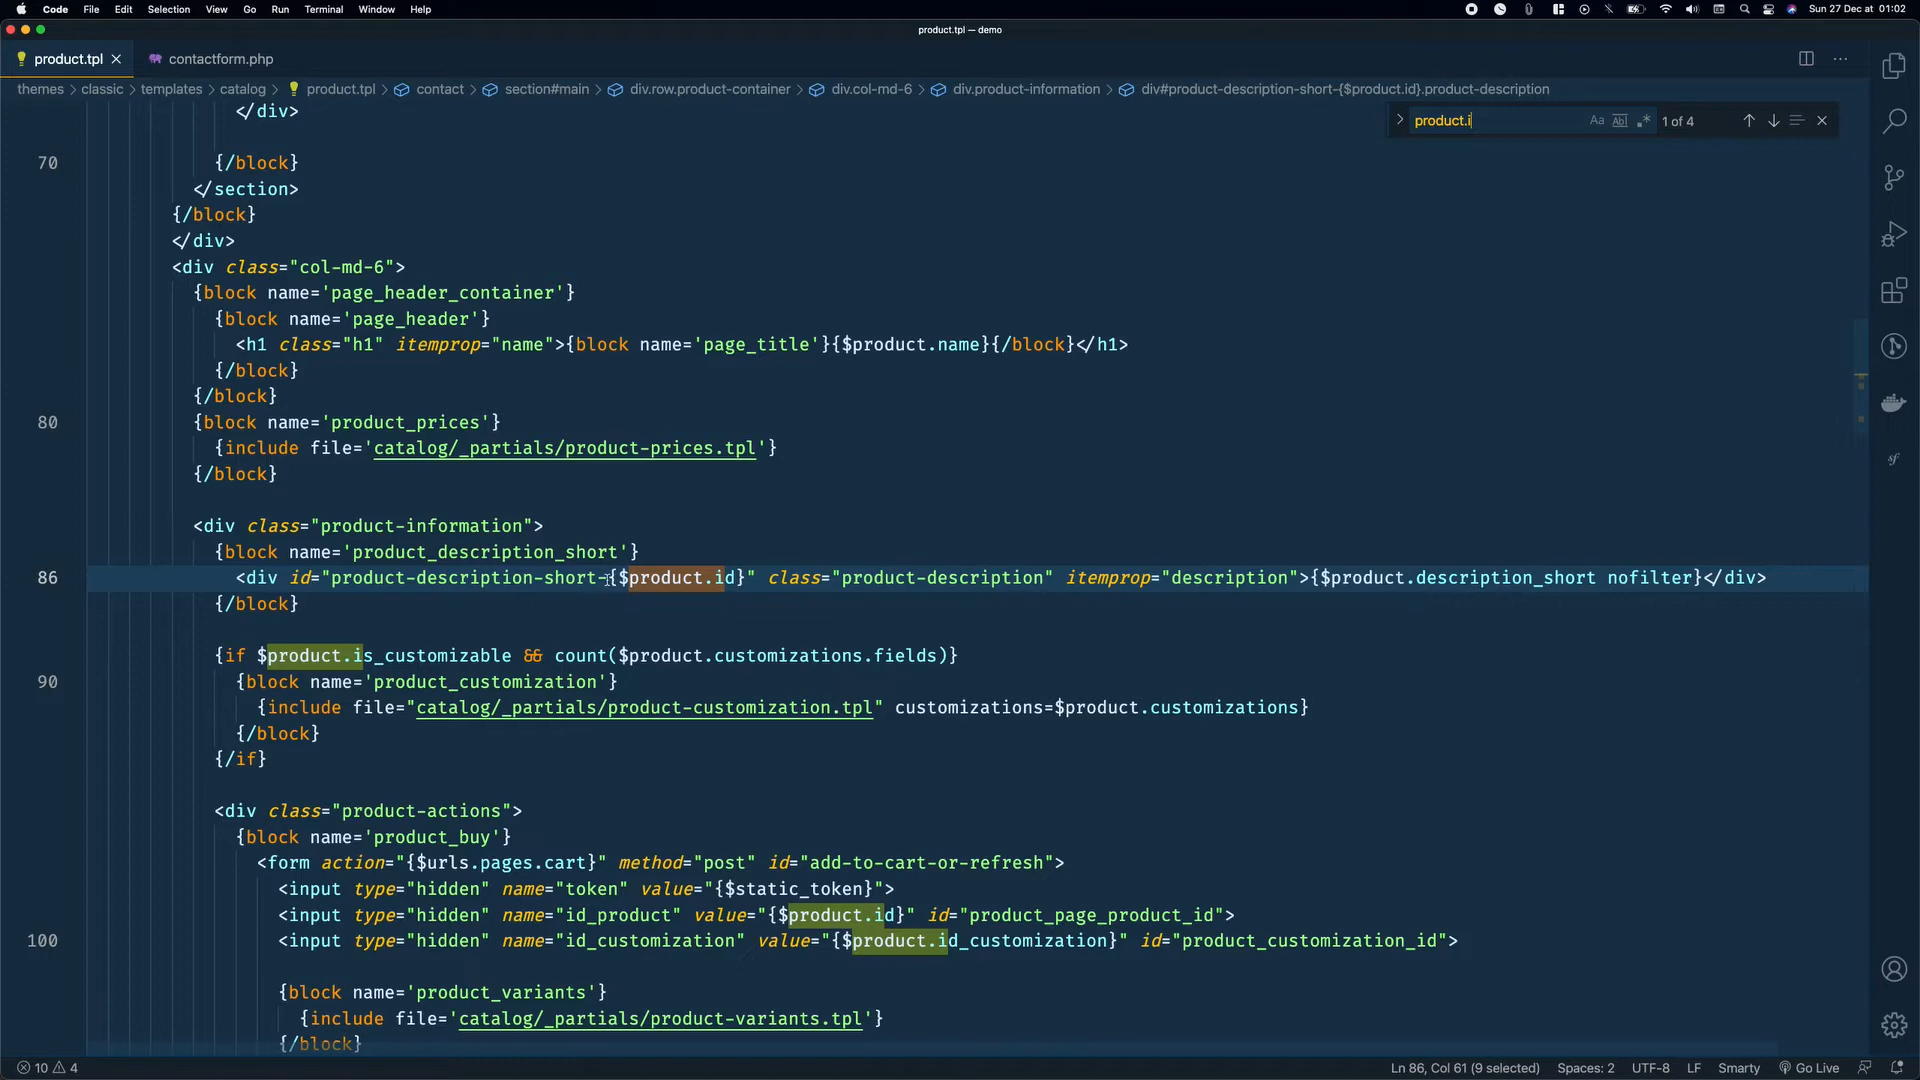 Code File Edit Selection View Go Run Terminal Window Help Sun 27 Dec at 01:02
product.tpl — demo
product.tpl contactform.php
themes > classic > templates > catalog > product.tpl > contact > section#main > div.row.product-container > div.col-md-6 > div.product-information > div#product-description-short-{$product.id}.product-description
product.i Aa Ab 1 of 4
</div>
70 {/block}
</section>
{/block}
</div>
<div class="col-md-6">
{block name='page_header_container'}
{block name='page_header'}
<h1 class="h1" itemprop="name">{block name='page_title'}{$product.name}{/block}</h1>
{/block}
{/block}
80 {block name='product_prices'}
{include file='catalog/_partials/product-prices.tpl'}
{/block}
<div class="product-information">
{block name='product_description_short'}
86 <div id="product-description-short-{$product.id}" class="product-description" itemprop="description">{$product.description_short nofilter}</div>
{/block}
{if $product.is_customizable && count($product.customizations.fields)}
90 {block name='product_customization'}
{include file="catalog/_partials/product-customization.tpl" customizations=$product.customizations}
{/block}
{/if}
<div class="product-actions">
{block name='product_buy'}
<form action="{$urls.pages.cart}" method="post" id="add-to-cart-or-refresh">
<input type="hidden" name="token" value="{$static_token}">
<input type="hidden" name="id_product" value="{$product.id}" id="product_page_product_id">
100 <input type="hidden" name="id_customization" value="{$product.id_customization}" id="product_customization_id">
{block name='product_variants'}
{include file='catalog/_partials/product-variants.tpl'}
{/block}
10 4 Ln 86, Col 61 (9 selected) Spaces: 2 UTF-8 LF Smarty Go Live